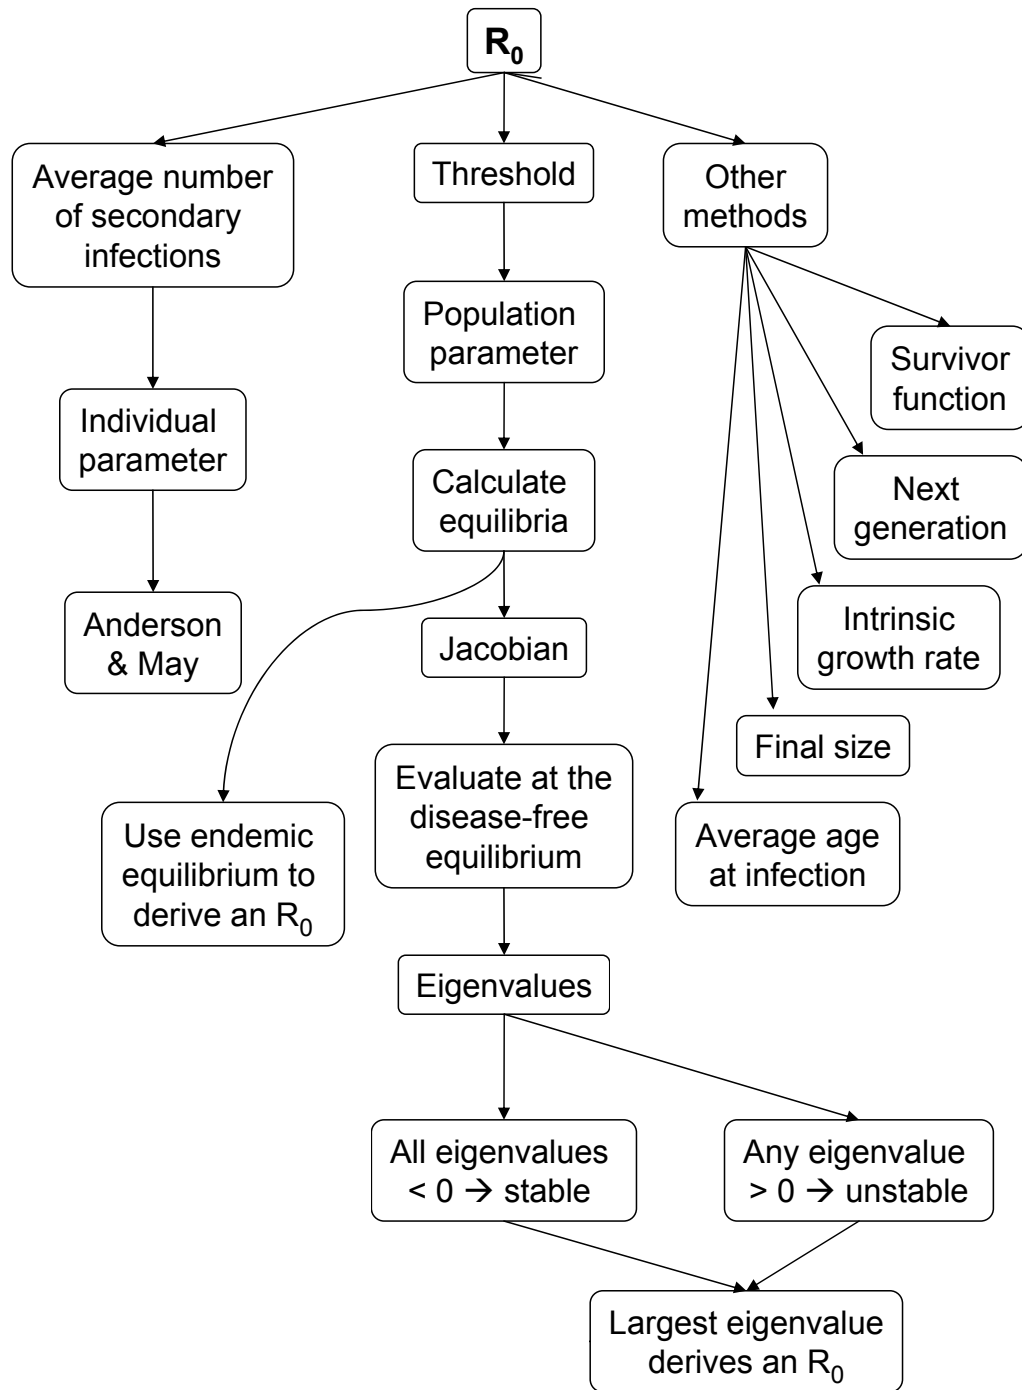 R₀
Average number
of secondary
infections
Threshold
Other
methods
Population
parameter
Survivor
function
Individual
parameter
Calculate
equilibria
Next
generation
Anderson
& May
Jacobian
Intrinsic
growth rate
Final size
Evaluate at the
disease-free
equilibrium
Use endemic
equilibrium to
derive an R₀
Average age
at infection
Eigenvalues
All eigenvalues
< 0 → stable
Any eigenvalue
> 0 → unstable
Largest eigenvalue
derives an R₀